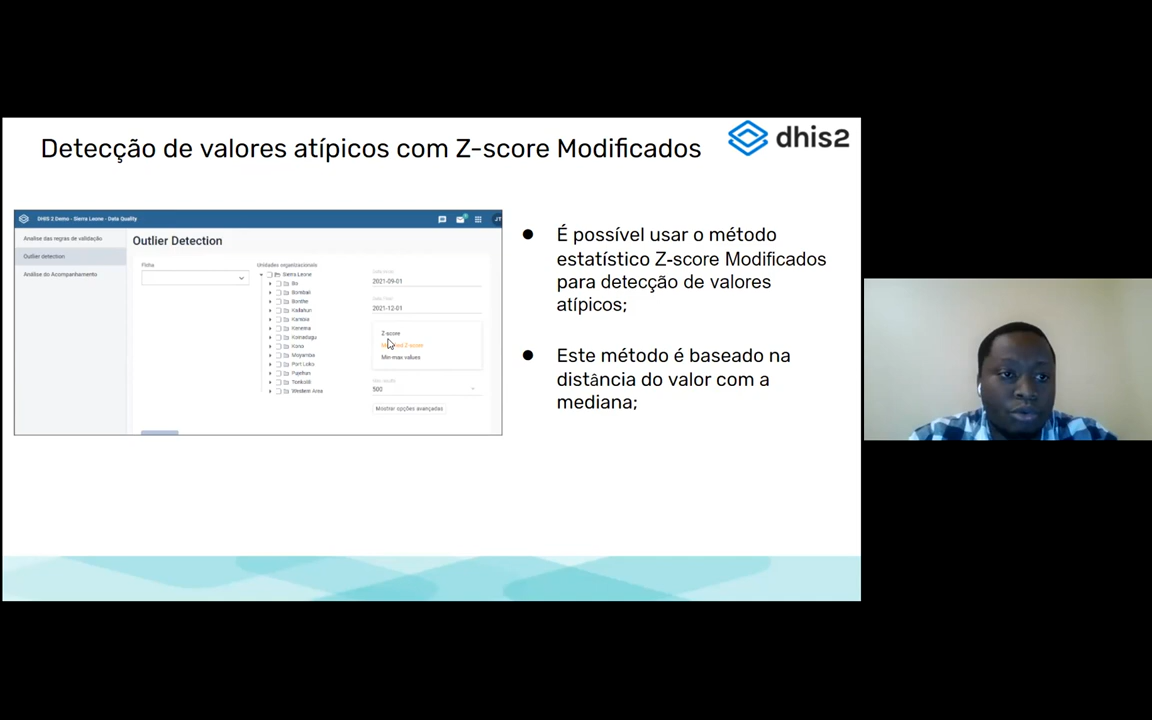 Detecção de valores atípicos com Z-score Modificados
dhis2
DHIS 2 Demo - Sierra Leone - Data Quality
JT
Analise das regras de validação
Outlier detection
Análise do Acompanhamento
Outlier Detection
Ficha
Unidades organizacionais
Sierra Leone
Bo
Bombali
Bonthe
Kailahun
Kambia
Kenema
Koinadugu
Kono
Moyamba
Port Loko
Pujehun
Tonkolili
Western Area
2021-09-01
2021-12-01
Z-score
Min-max values
500
Mostrar opções avançadas
É possível usar o método
estatístico Z-score Modificados
para detecção de valores
atípicos;
Este método é baseado na
distância do valor com a
mediana;